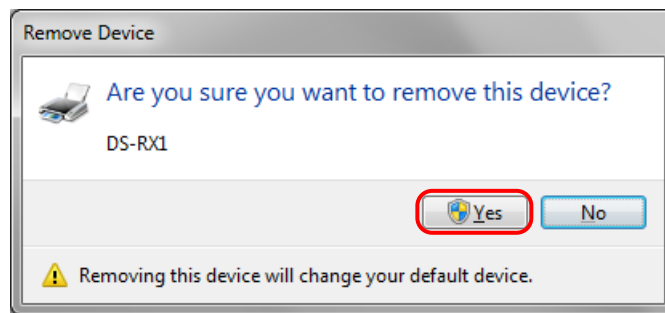 Remove Device
Are you sure you want to remove this device?
DS-RX1
Yes
No
Removing this device will change your default device.